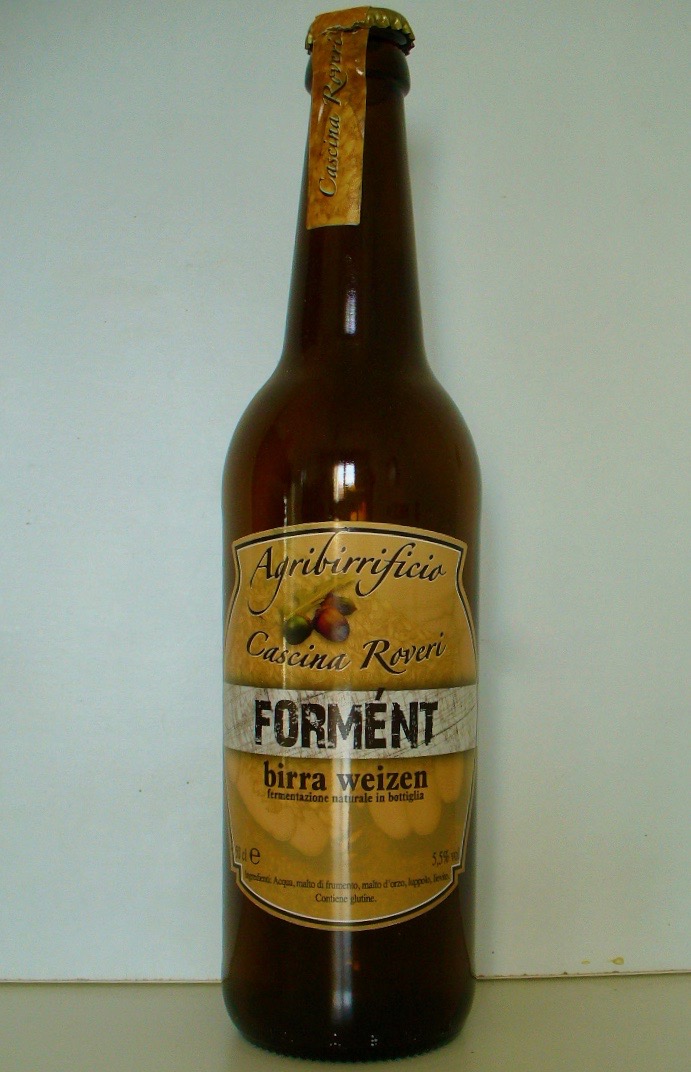 Cascina Roveri
Agribirrificio
Cascina Roveri
FORMÉNT
birra weizen
fermentazione naturale in bottiglia
cl e 5,5% vol
Ingredienti: Acqua, malto di frumento, malto d'orzo, luppolo, lievito.
Contiene glutine.